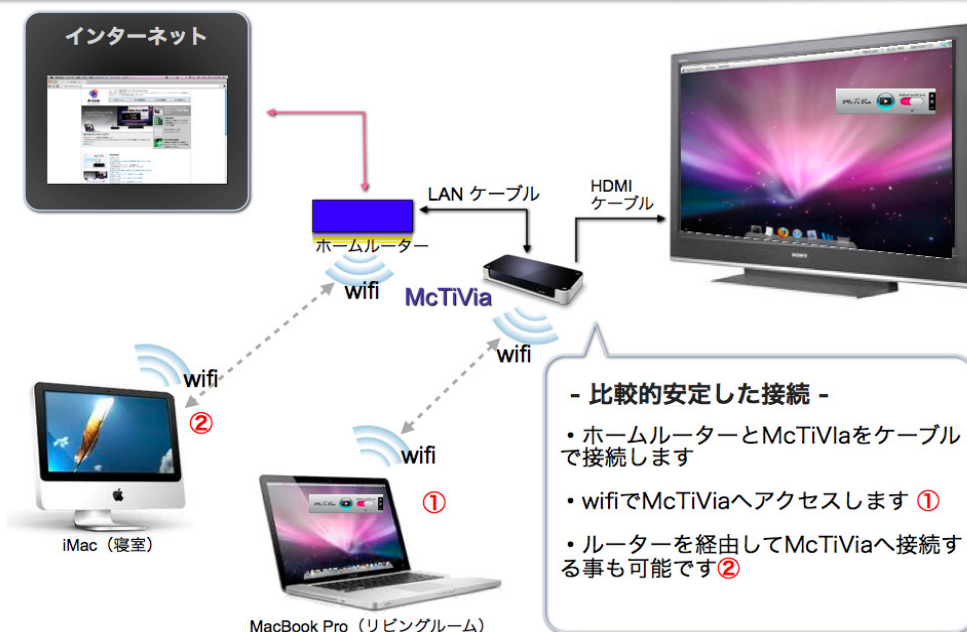 インターネット
LAN ケーブル
HDMI
ケーブル
ホームルーター
wifi
McTiVia
wifi
wifi
②
wifi
①
iMac（寝室）
MacBook Pro（リビングルーム）
- 比較的安定した接続 -
・ホームルーターとMcTiVIaをケーブル
で接続します
・wifiでMcTiViaへアクセスします ①
・ルーターを経由してMcTiViaへ接続す
る事も可能です②
McTiVia
SONY
McTiVia